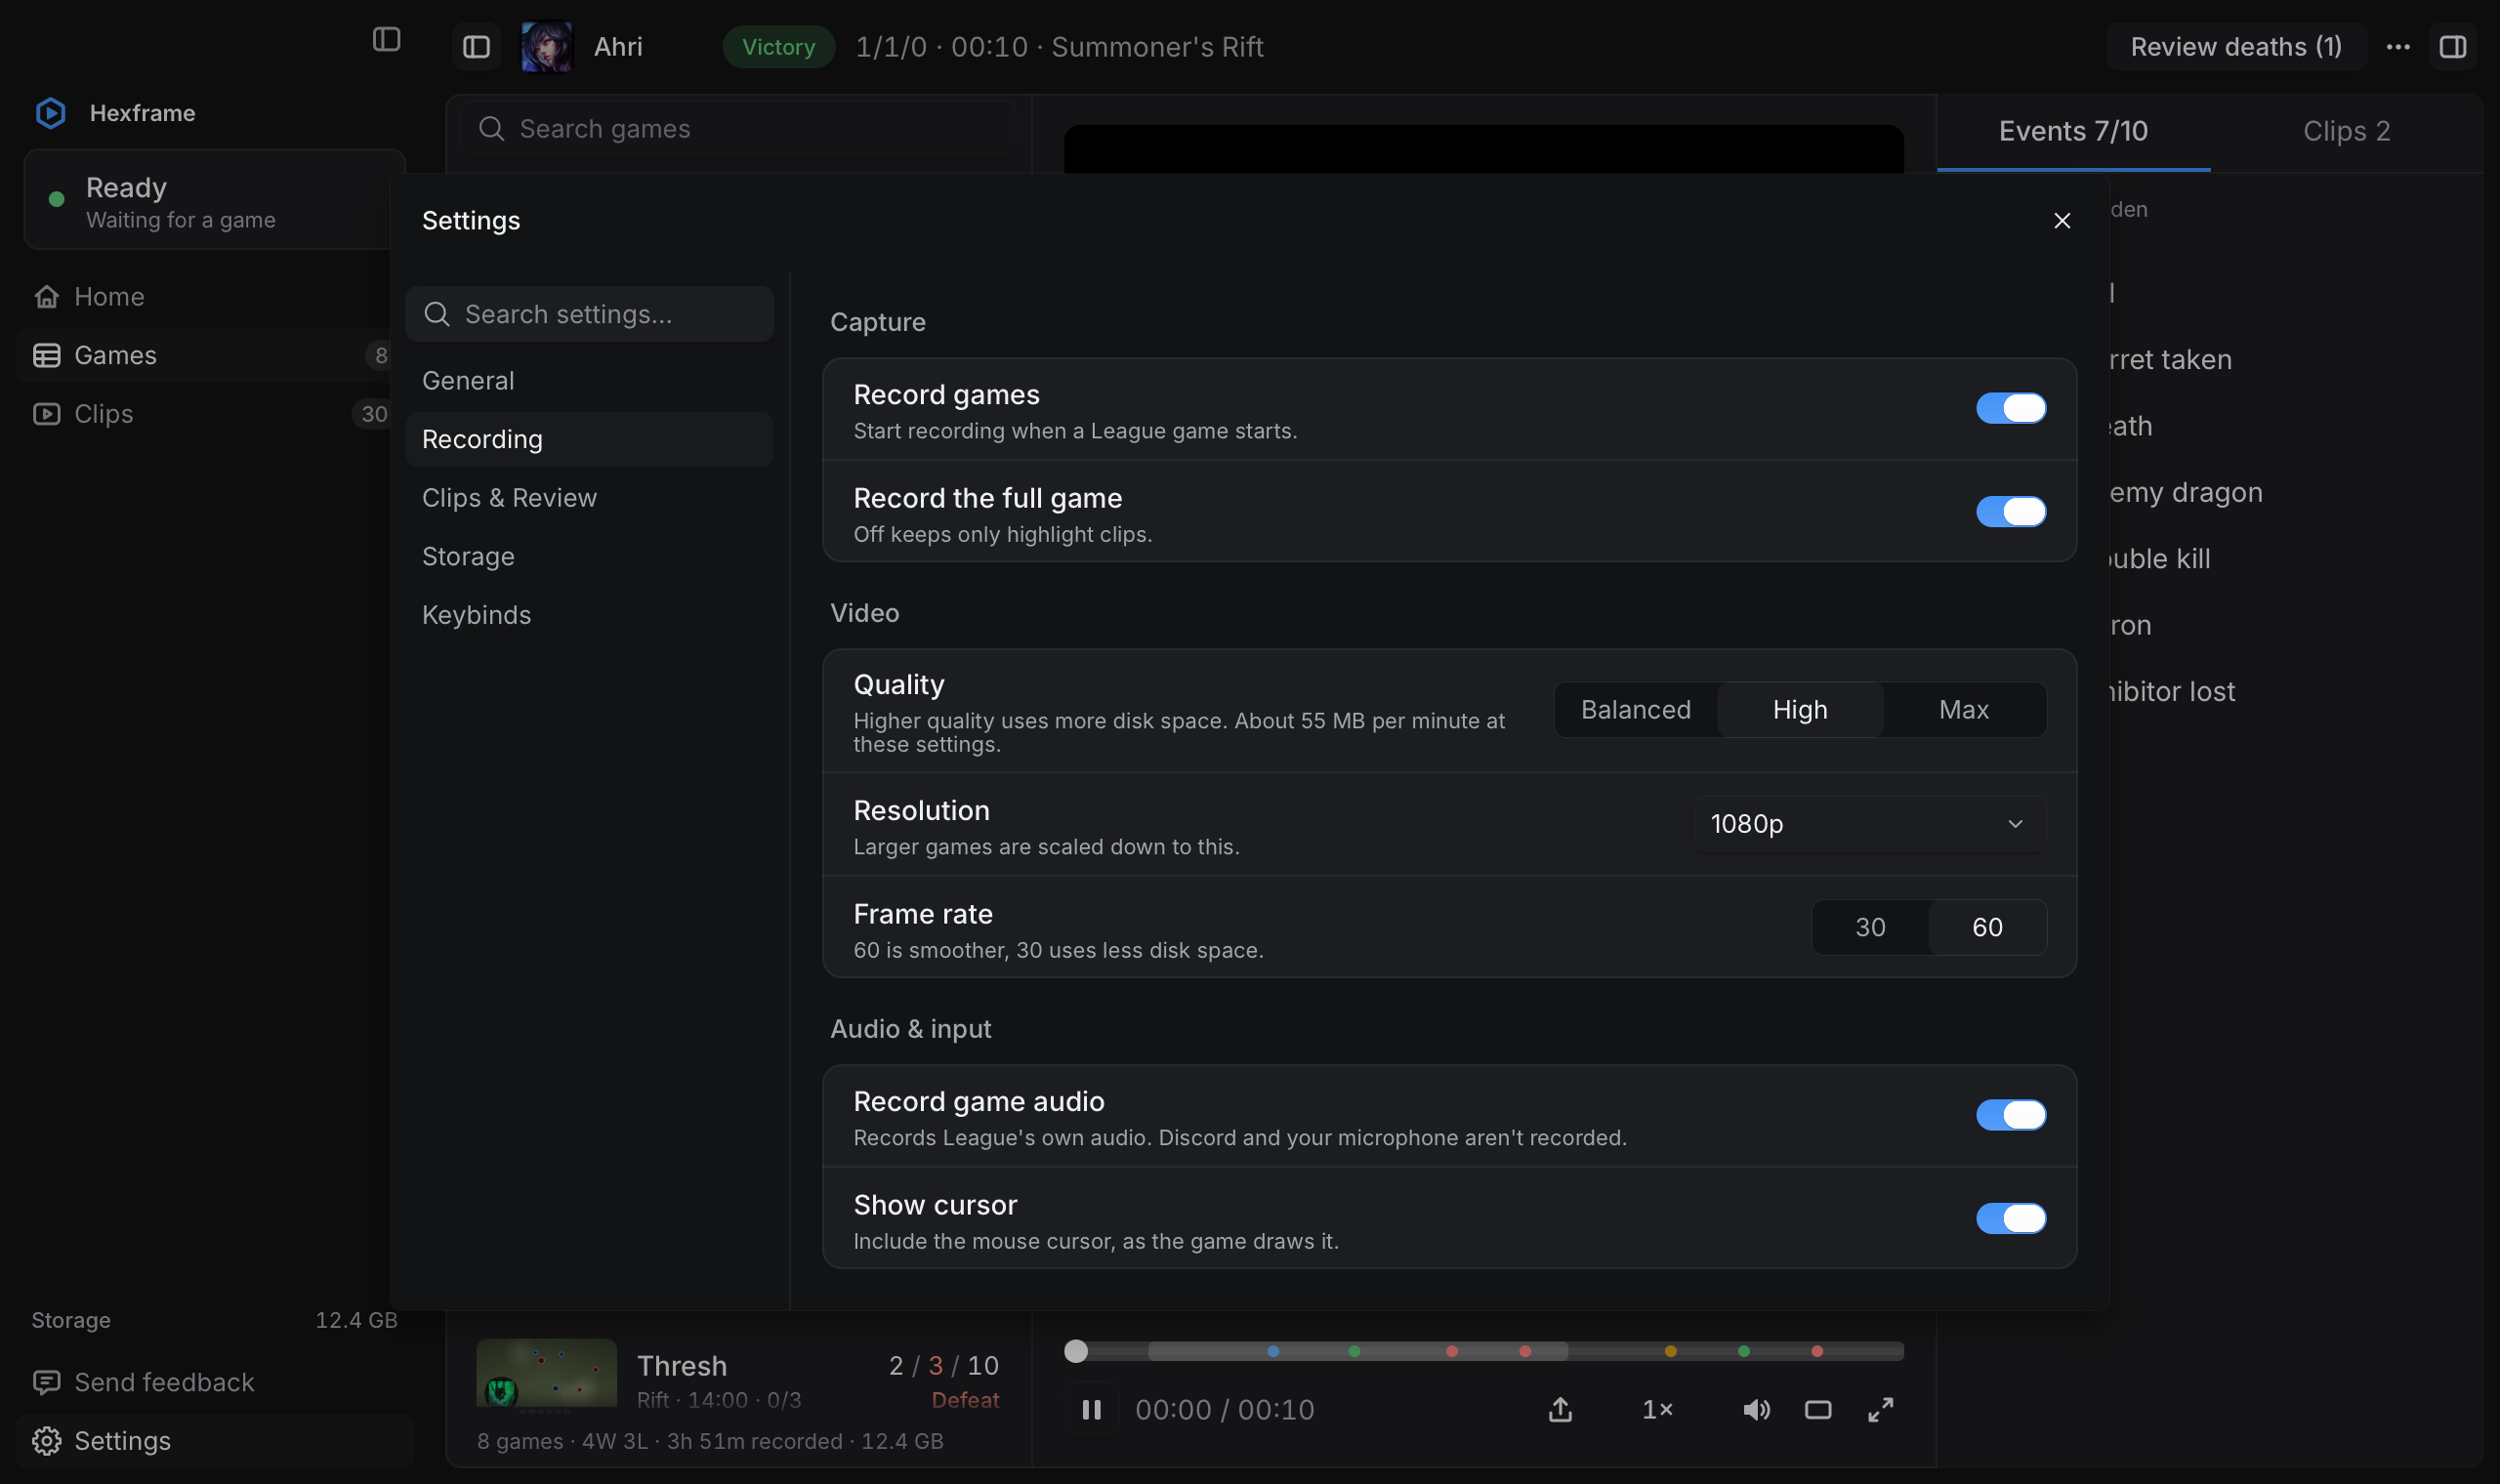 Ahri
Victory
1/1/0 · 00:10 · Summoner's Rift
Review deaths (1)
Hexframe
Ready
Waiting for a game
Home
Games 8
Clips 30
Storage 12.4 GB
Send feedback
Settings
Search games
Events 7/10
Clips 2
Settings
Search settings...
General
Recording
Clips & Review
Storage
Keybinds
Capture
Record games
Start recording when a League game starts.
Record the full game
Off keeps only highlight clips.
Video
Quality
Higher quality uses more disk space. About 55 MB per minute at
these settings.
Balanced High Max
Resolution
Larger games are scaled down to this.
1080p
Frame rate
60 is smoother, 30 uses less disk space.
30 60
Audio & input
Record game audio
Records League's own audio. Discord and your microphone aren't recorded.
Show cursor
Include the mouse cursor, as the game draws it.
den
rret taken
eath
emy dragon
ouble kill
ron
hibitor lost
Thresh 2 / 3 / 10
Rift · 14:00 · 0/3 Defeat
8 games · 4W 3L · 3h 51m recorded · 12.4 GB
00:00 / 00:10
1×